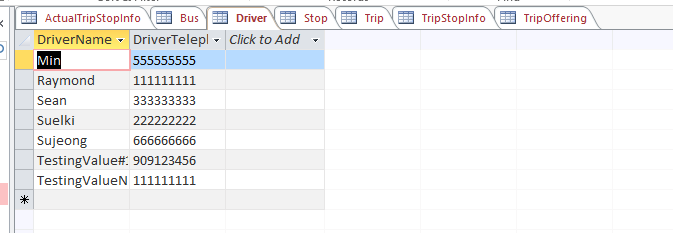 ActualTripStopInfo Bus Driver Stop Trip TripStopInfo TripOffering
DriverName DriverTelepl Click to Add
Min 555555555
Raymond 111111111
Sean 333333333
Suelki 222222222
Sujeong 666666666
TestingValue#1 909123456
TestingValueN 111111111